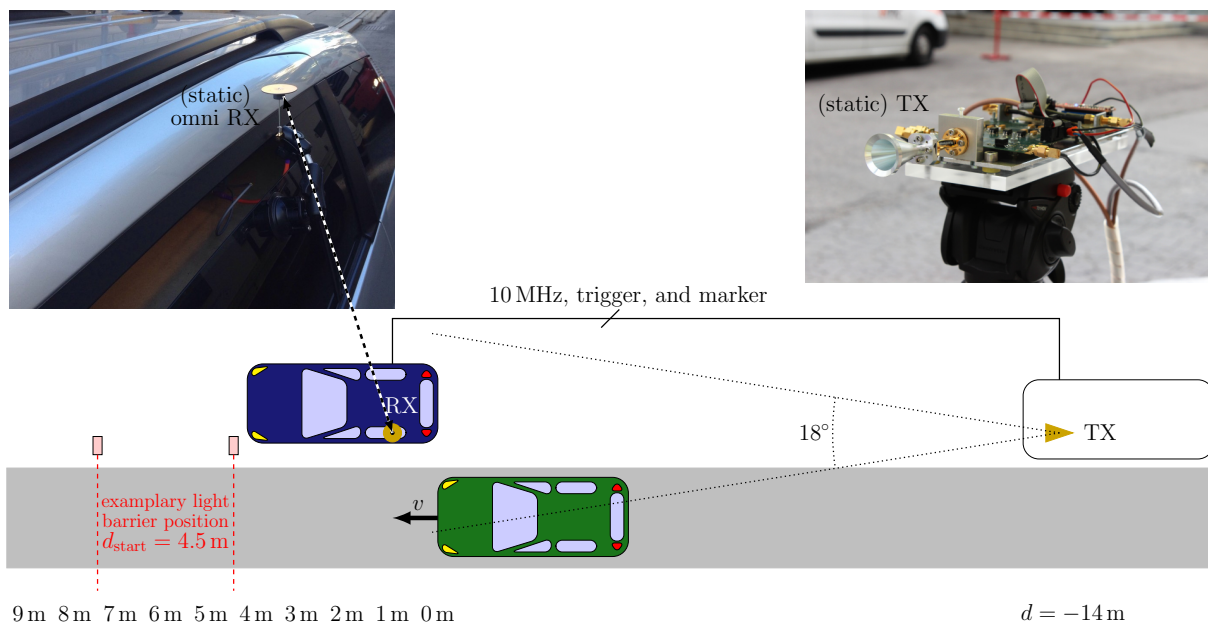 (static)
omni RX
(static) TX
10 MHz, trigger, and marker
RX
18°
TX
v
examplary light
barrier position
d_start = 4.5 m
9 m 8 m 7 m 6 m 5 m 4 m 3 m 2 m 1 m 0 m
d = −14 m